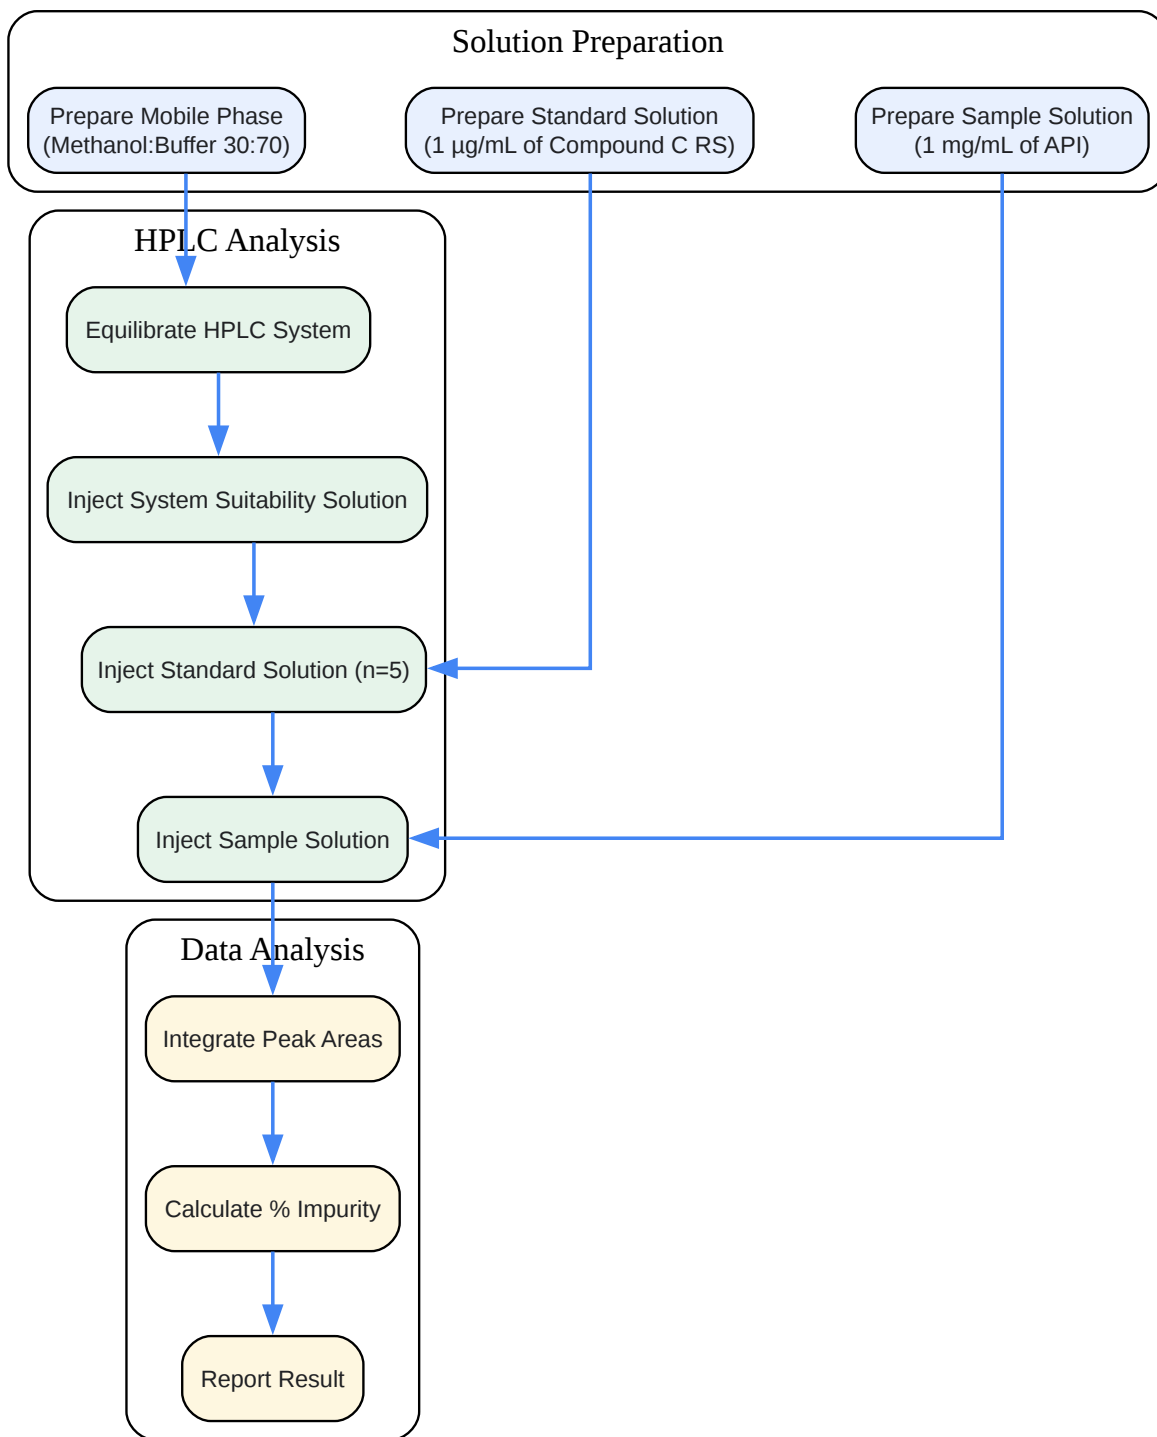 Solution Preparation
Prepare Mobile Phase
(Methanol:Buffer 30:70)
Prepare Standard Solution
(1 µg/mL of Compound C RS)
Prepare Sample Solution
(1 mg/mL of API)
HPLC Analysis
Equilibrate HPLC System
Inject System Suitability Solution
Inject Standard Solution (n=5)
Inject Sample Solution
Data Analysis
Integrate Peak Areas
Calculate % Impurity
Report Result